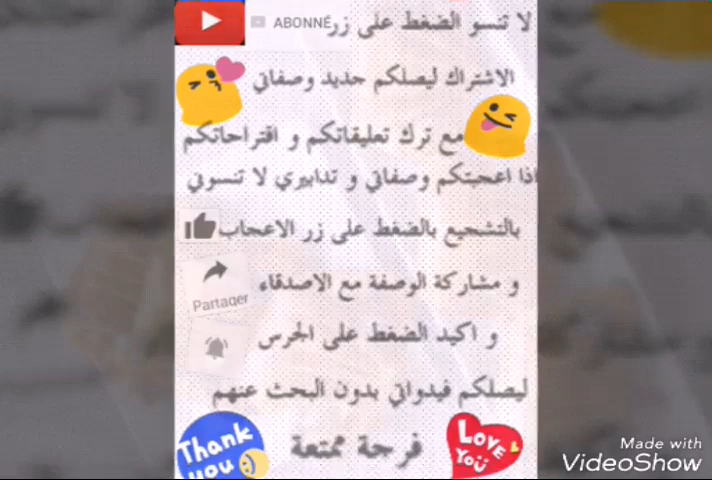 لا تنسو الضغط على زر ABONNÉ
الاشتراك ليصلكم جديد وصفاتي
مع ترك تعليقاتكم و اقتراحاتكم
اذا اعجبتكم وصفاتي و تدابيري لا تنسوني
بالتشجيع بالضغط على زر الاعجاب
و مشاركة الوصفة مع الاصدقاء
Partager
و اكيد الضغط على الجرس
ليصلكم فيدواتي بدون البحث عنهم
فرجة ممتعة
Thank you
Love You
Made with
VideoShow